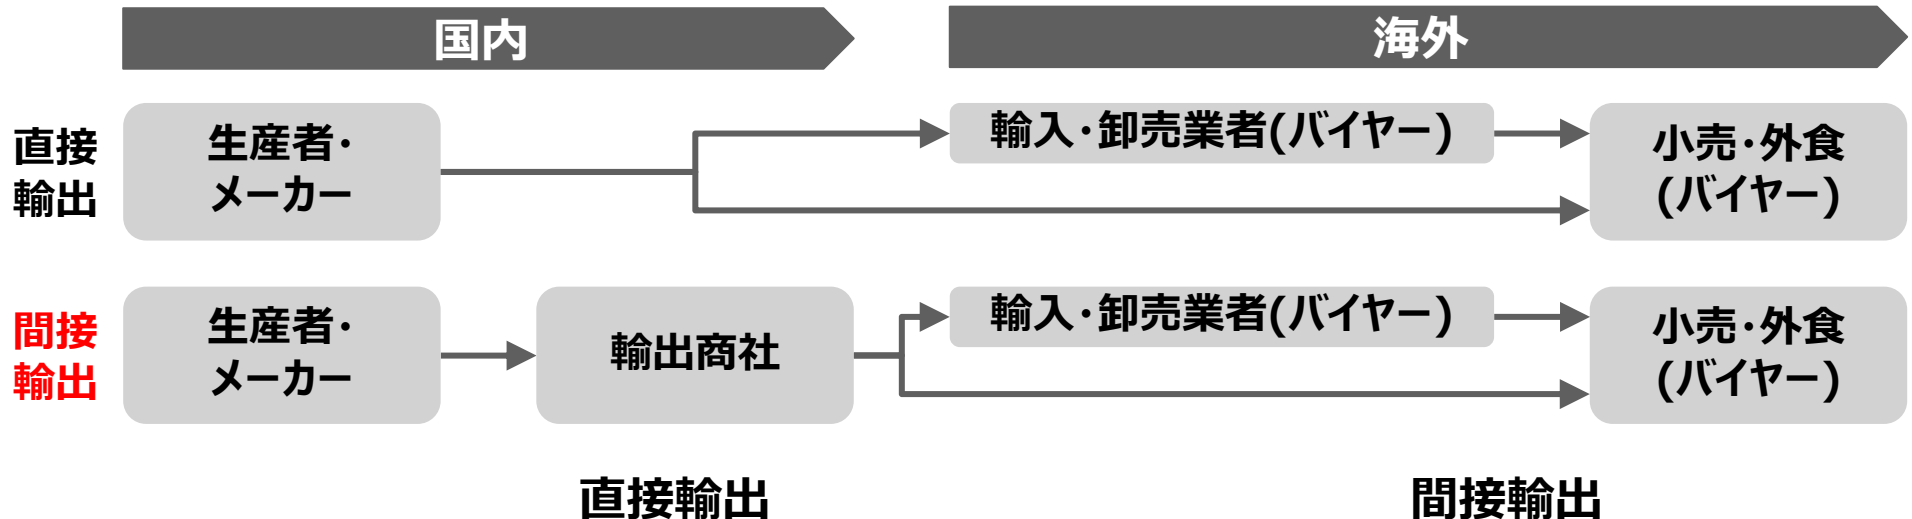 国内
海外
直接
輸出
生産者･
メーカー
輸入･卸売業者(バイヤー)
小売･外食
(バイヤー)
間接
輸出
生産者･
メーカー
輸出商社
輸入･卸売業者(バイヤー)
小売･外食
(バイヤー)
直接輸出
間接輸出